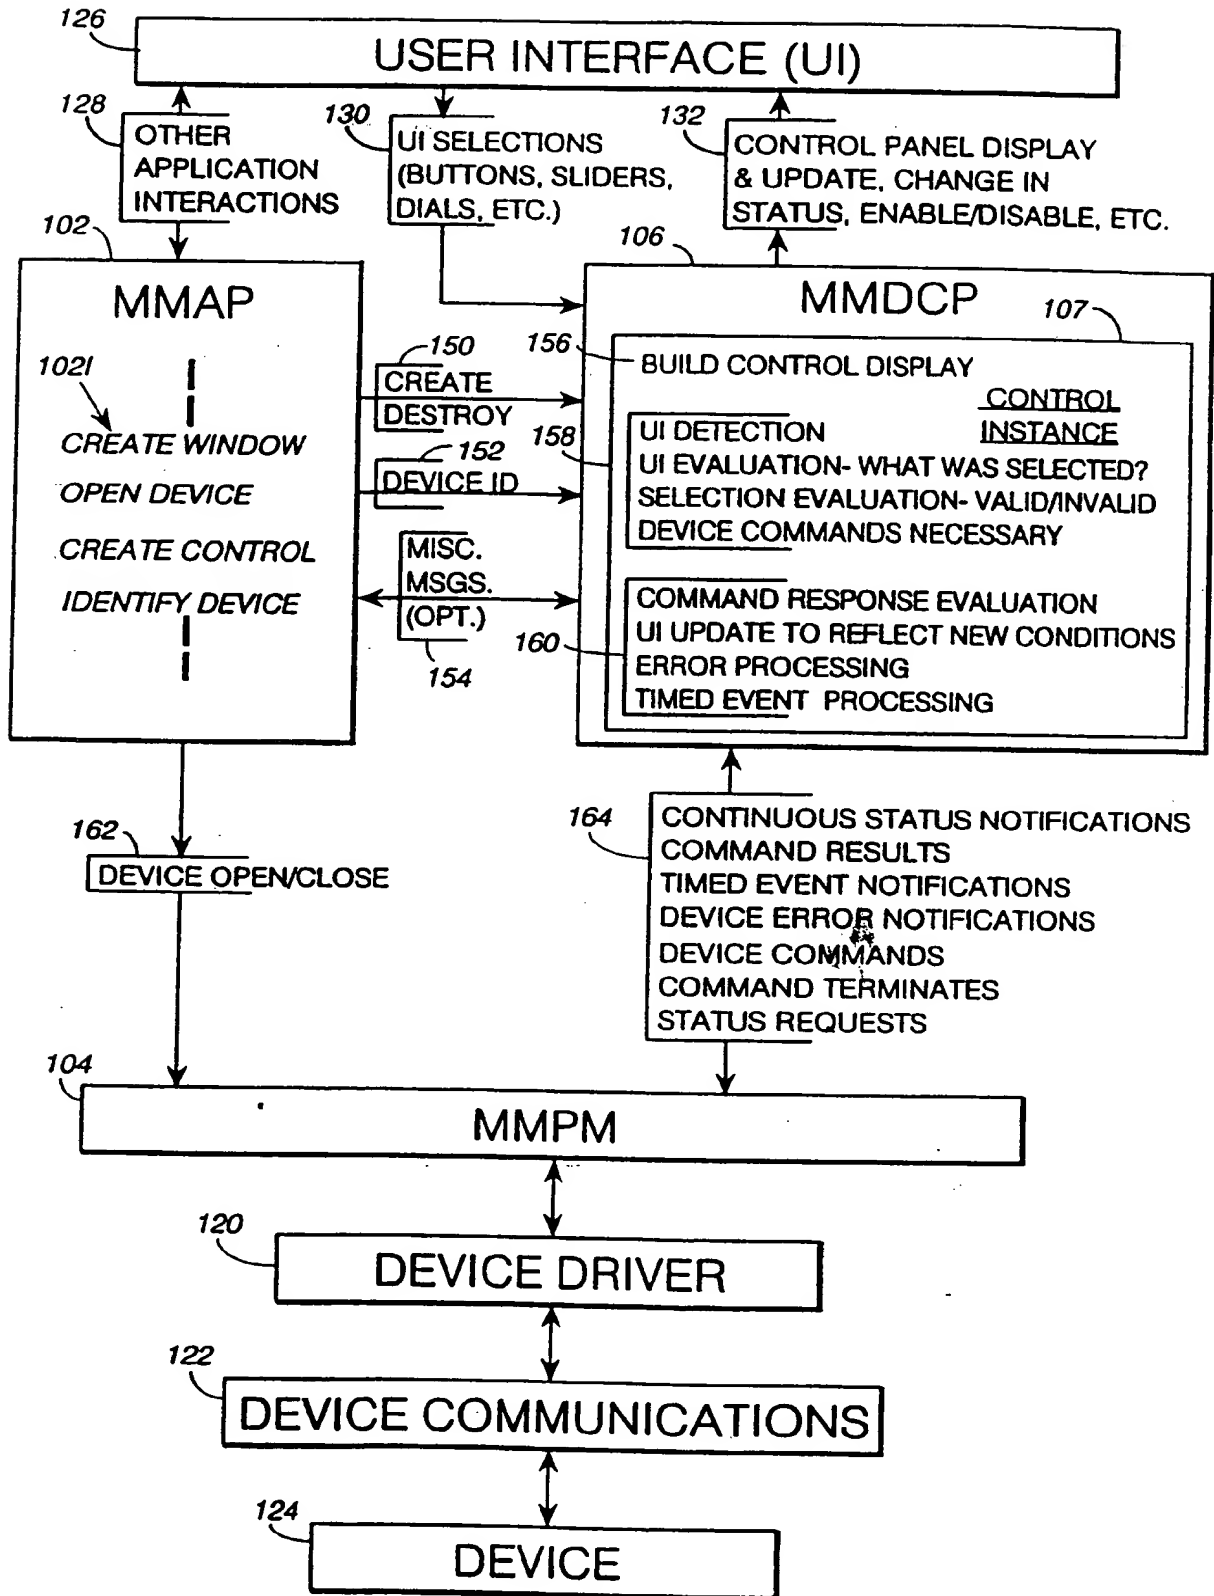 126
USER INTERFACE (UI)
128
OTHER
APPLICATION
INTERACTIONS
130
UI SELECTIONS
(BUTTONS, SLIDERS,
DIALS, ETC.)
132
CONTROL PANEL DISPLAY
& UPDATE, CHANGE IN
STATUS, ENABLE/DISABLE, ETC.
102
MMAP
102I
CREATE WINDOW
OPEN DEVICE
CREATE CONTROL
IDENTIFY DEVICE
150
CREATE
DESTROY
152
DEVICE ID
MISC.
MSGS.
(OPT.)
154
106
MMDCP
107
156
BUILD CONTROL DISPLAY
CONTROL
INSTANCE
158
UI DETECTION
UI EVALUATION- WHAT WAS SELECTED?
SELECTION EVALUATION- VALID/INVALID
DEVICE COMMANDS NECESSARY
160
COMMAND RESPONSE EVALUATION
UI UPDATE TO REFLECT NEW CONDITIONS
ERROR PROCESSING
TIMED EVENT PROCESSING
162
DEVICE OPEN/CLOSE
164
CONTINUOUS STATUS NOTIFICATIONS
COMMAND RESULTS
TIMED EVENT NOTIFICATIONS
DEVICE ERROR NOTIFICATIONS
DEVICE COMMANDS
COMMAND TERMINATES
STATUS REQUESTS
104
MMPM
120
DEVICE DRIVER
122
DEVICE COMMUNICATIONS
124
DEVICE